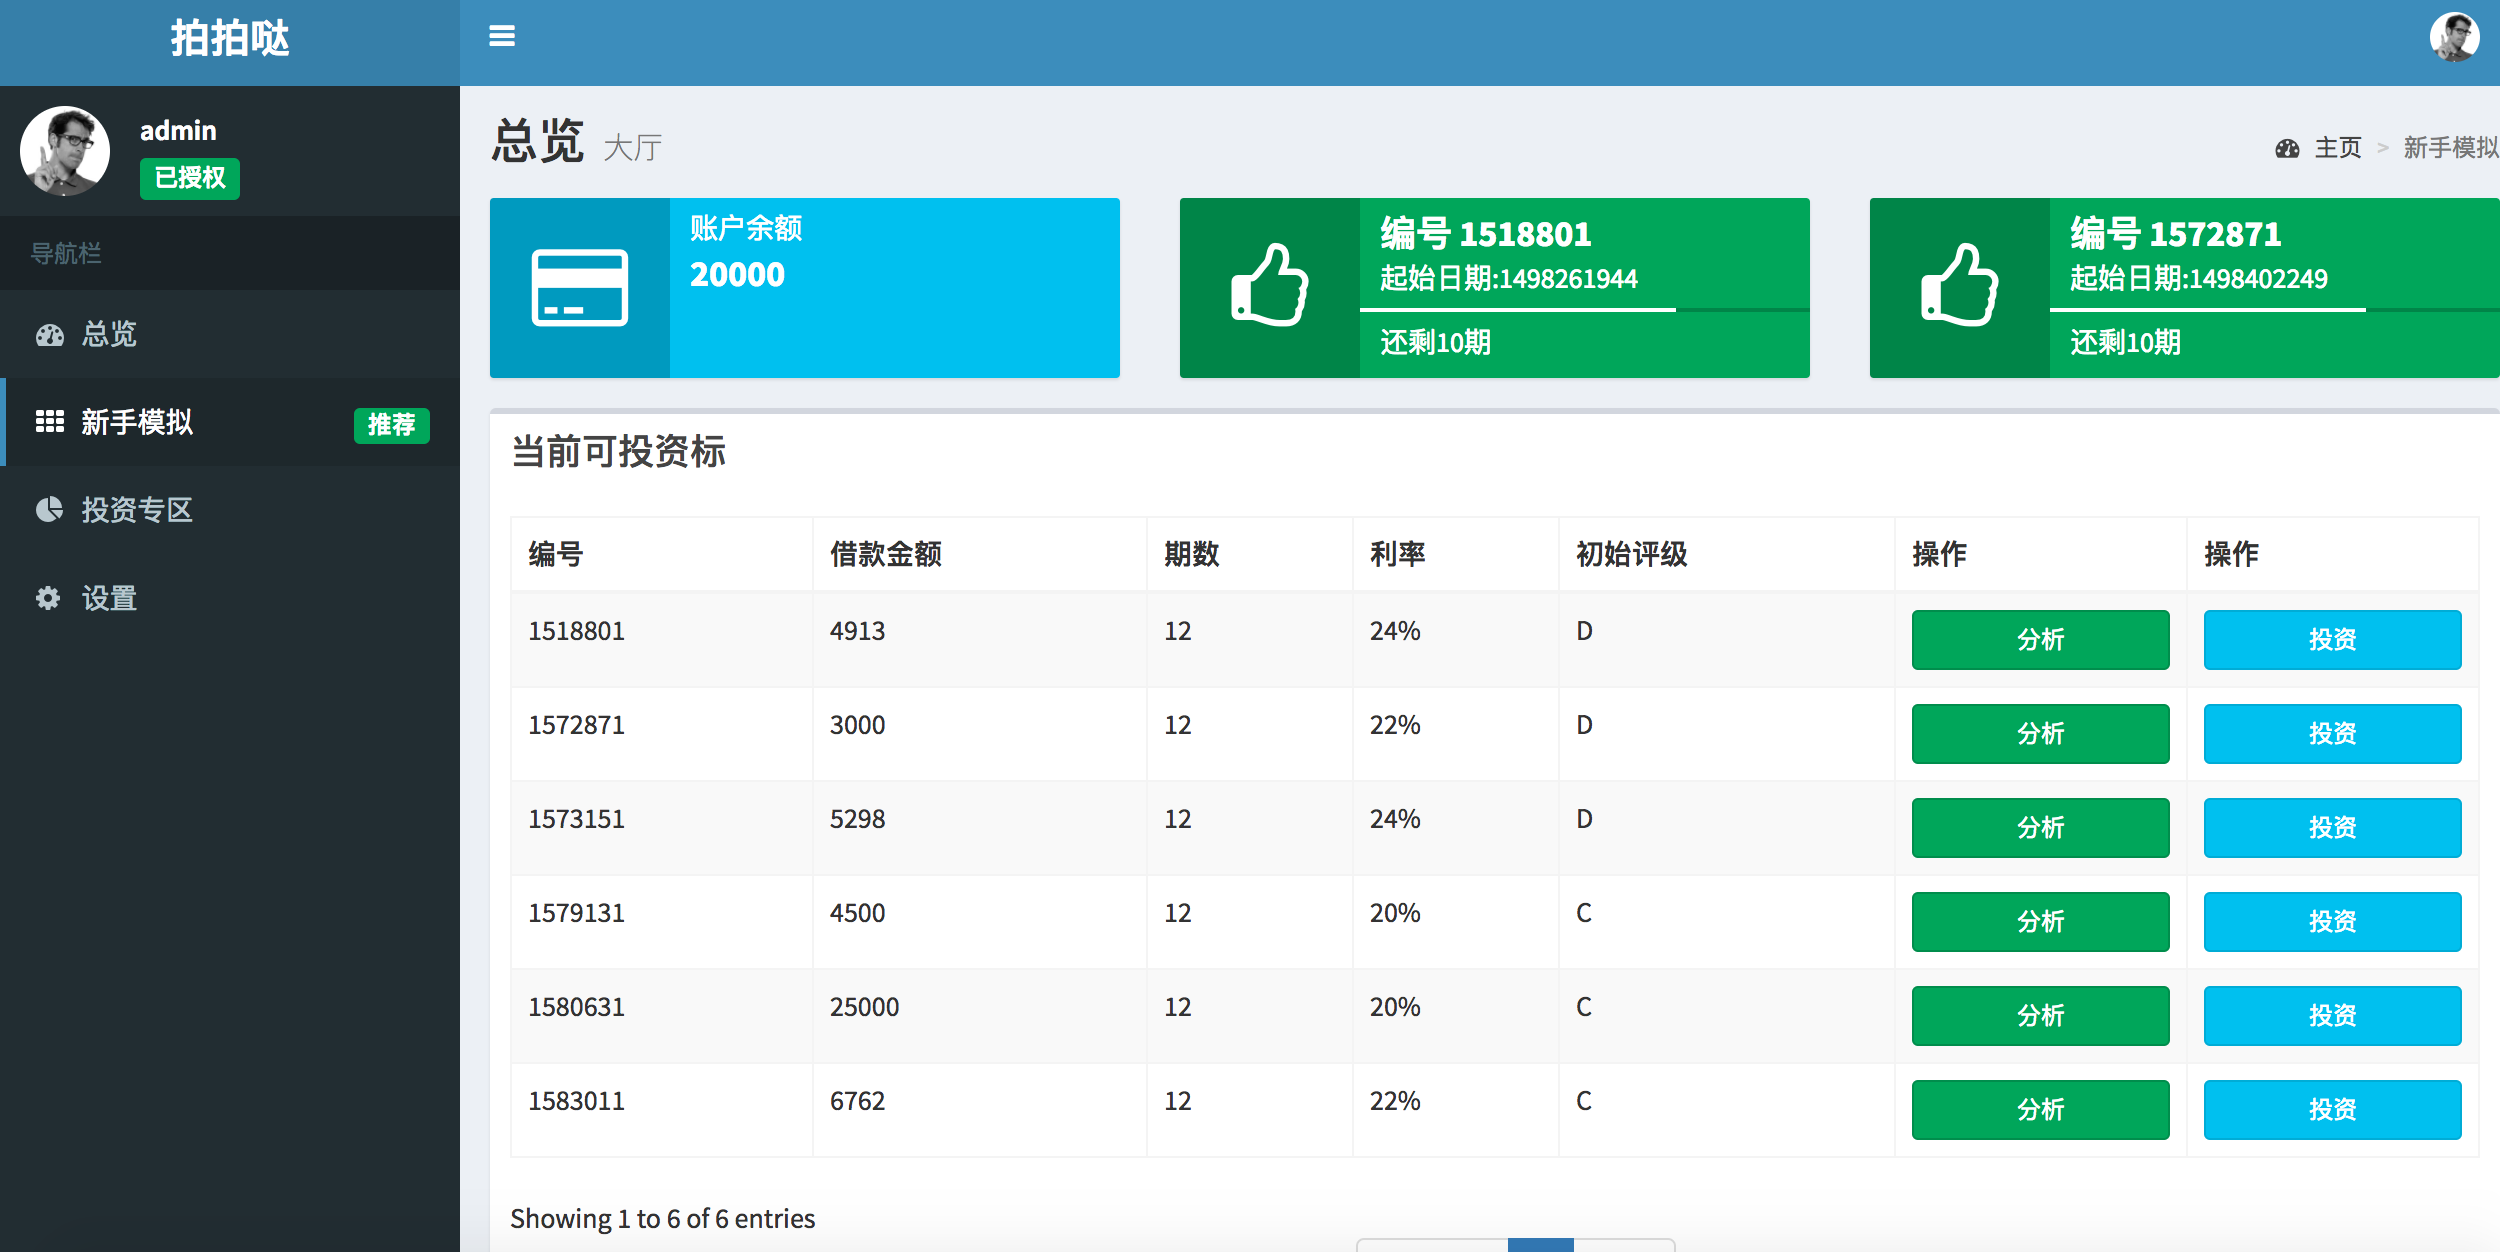 拍拍哒
admin
已授权
导航栏
总览
新手模拟 推荐
投资专区
设置
总览 大厅
主页 > 新手模拟
账户余额
20000
编号 1518801
起始日期:1498261944
还剩10期
编号 1572871
起始日期:1498402249
还剩10期
当前可投资标
编号 借款金额 期数 利率 初始评级 操作 操作
1518801 4913 12 24% D 分析 投资
1572871 3000 12 22% D 分析 投资
1573151 5298 12 24% D 分析 投资
1579131 4500 12 20% C 分析 投资
1580631 25000 12 20% C 分析 投资
1583011 6762 12 22% C 分析 投资
Showing 1 to 6 of 6 entries